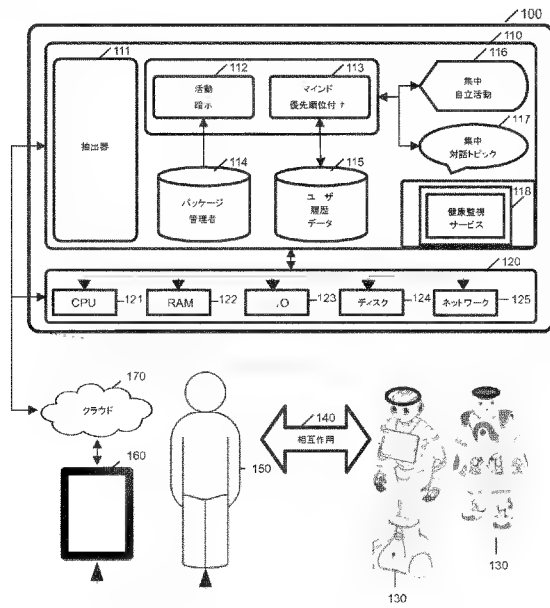 100
110
111
抽出器
112
活動
暗示
113
マインド
優先順位付け
116
集中
自立活動
117
集中
対話トピック
114
パッケージ
管理者
115
ユーザ
履歴
データ
118
健康監視
サービス
120
CPU
121
RAM
122
I/O
123
ディスク
124
ネットワーク
125
170
クラウド
160
150
140
相互作用
130
130